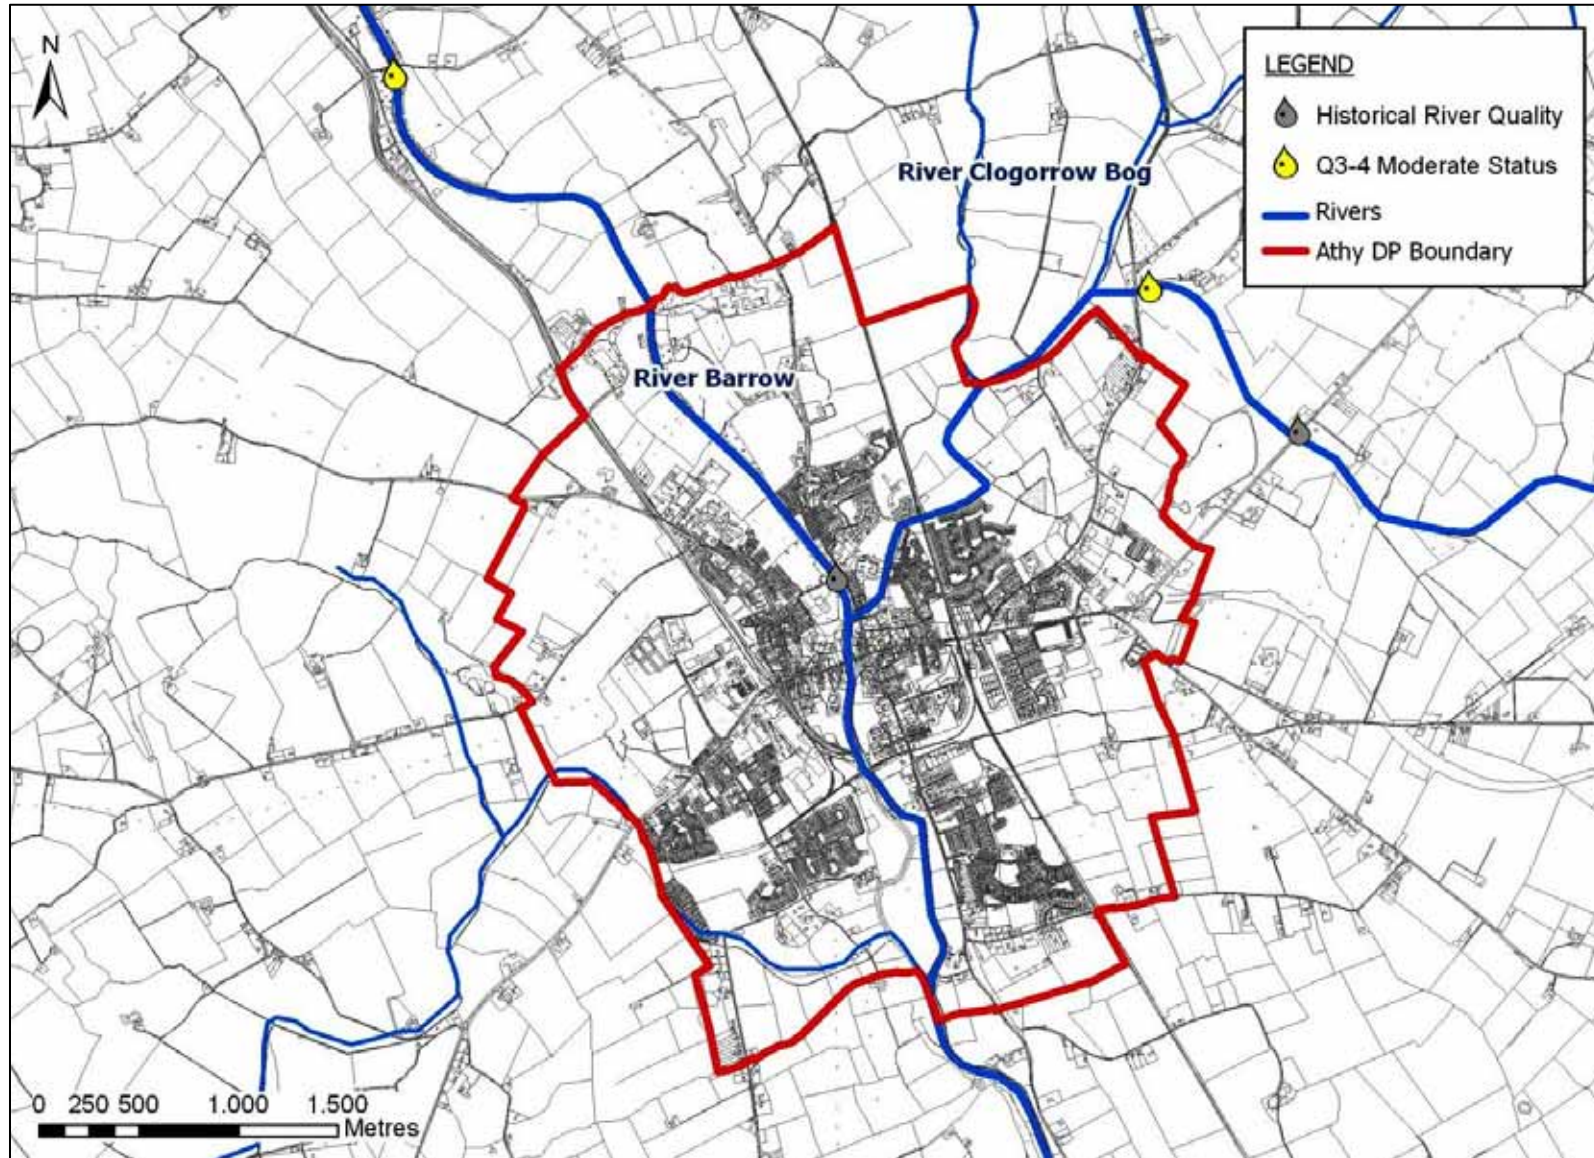 N
LEGEND
Historical River Quality
Q3-4 Moderate Status
Rivers
Athy DP Boundary
River Clogorrow Bog
River Barrow
0 250 500 1.000 1.500
Metres